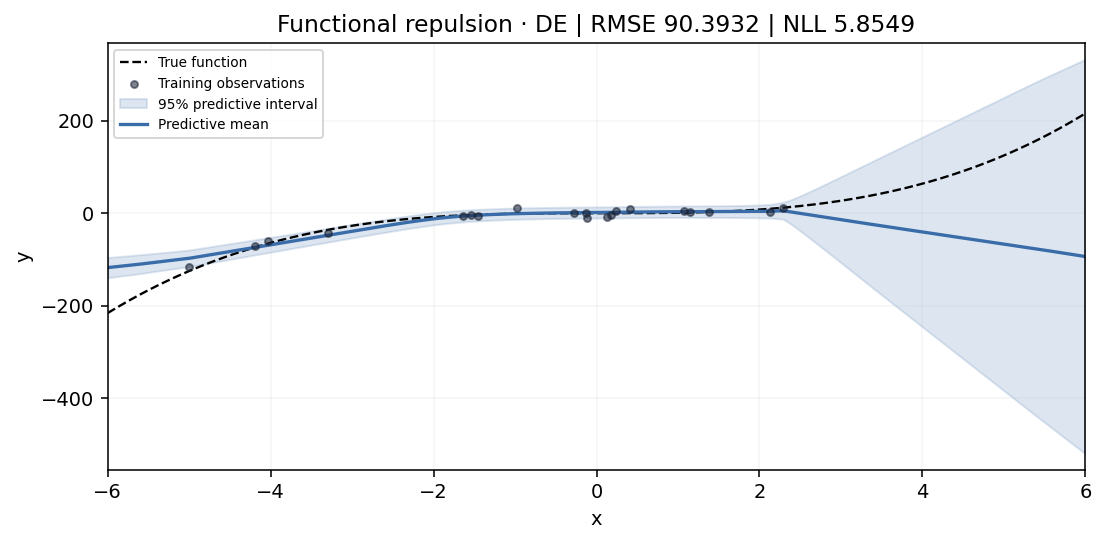 Functional repulsion · DE | RMSE 90.3932 | NLL 5.8549
True function
Training observations
95% predictive interval
Predictive mean
200
0
−200
−400
y
−6
−4
−2
0
2
4
6
x